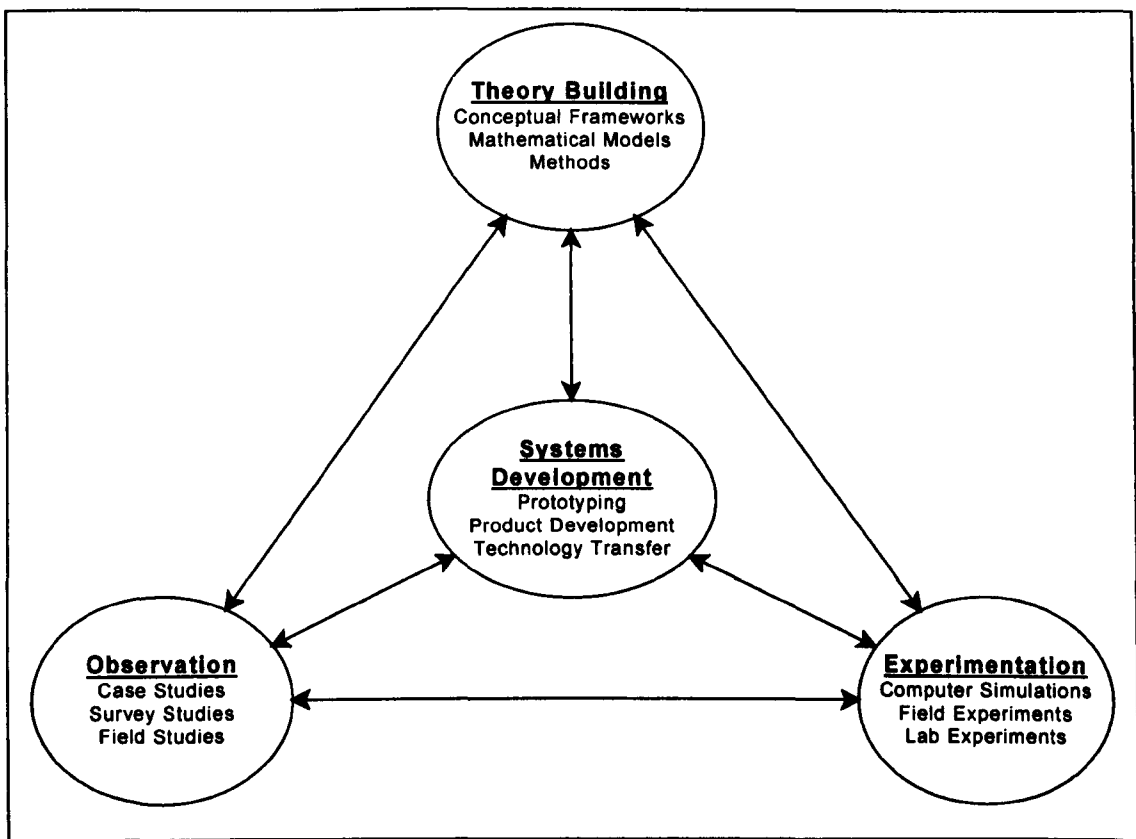 Theory Building
Conceptual Frameworks
Mathematical Models
Methods
Systems
Development
Prototyping
Product Development
Technology Transfer
Observation
Case Studies
Survey Studies
Field Studies
Experimentation
Computer Simulations
Field Experiments
Lab Experiments